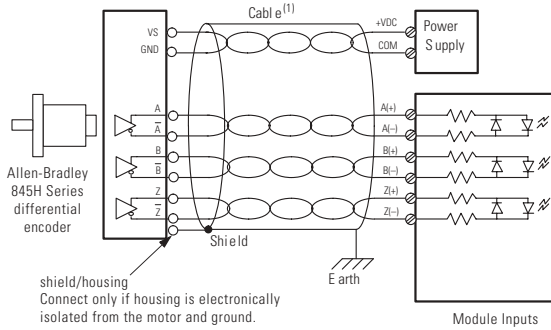 Cable(1)
VS
GND
+VDC
COM
Power
Supply
A
A
B
B
Z
Z
A(+)
A(–)
B(+)
B(–)
Z(+)
Z(–)
Allen-Bradley
845H Series
differential
encoder
Shield
Earth
shield/housing
Connect only if housing is electronically
isolated from the motor and ground.
Module Inputs